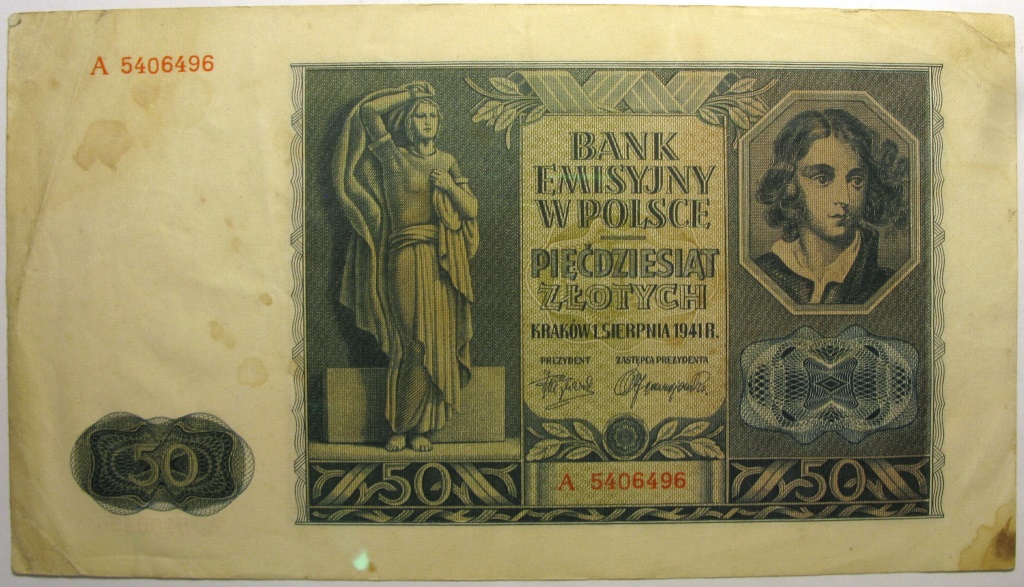 A 5406496
BANK
EMISYJNY
W POLSCE
PIĘĆDZIESIĄT
ZŁOTYCH
KRAKÓW 1. SIERPNIA 1941 R.
PREZYDENT ZASTĘPCA PREZYDENTA
50
50
A 5406496
50